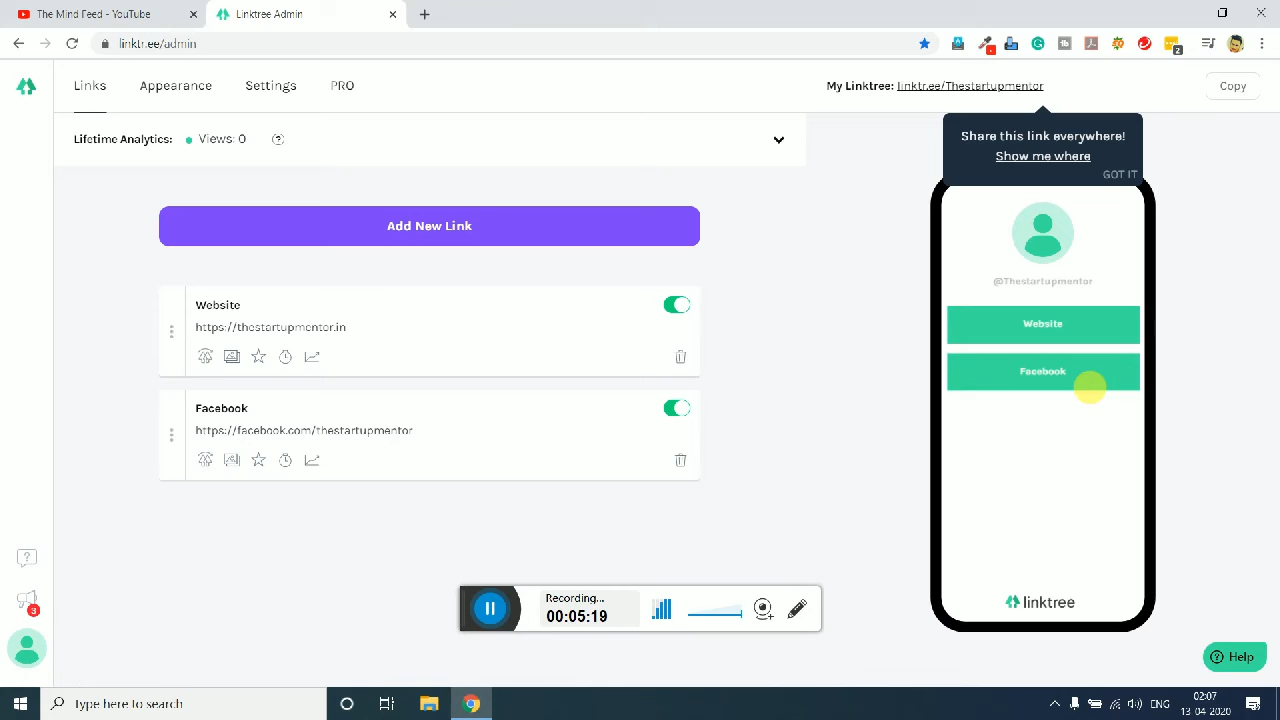 The Mind Feed - YouTube
Linktree Admin
linktr.ee/admin
2
Links
Appearance
Settings
PRO
My Linktree: linktr.ee/Thestartupmentor
Copy
Lifetime Analytics:
Views: 0
?
Share this link everywhere!
Show me where
GOT IT
Add New Link
@Thestartupmentor
Website
https://thestartupmentor.in
Website
Facebook
Facebook
https://facebook.com/thestartupmentor
?
3
Recording...
00:05:19
linktree
? Help
Type here to search
ENG
02:07
13-04-2020